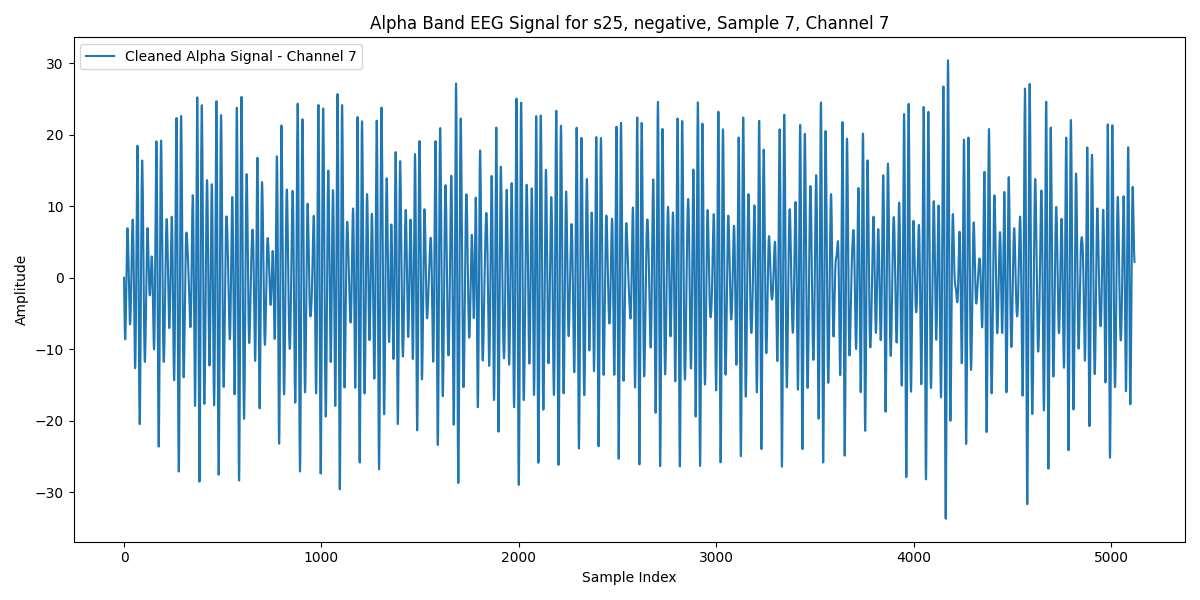 Alpha Band EEG Signal for s25, negative, Sample 7, Channel 7
Cleaned Alpha Signal - Channel 7
30
20
10
0
−10
−20
−30
Amplitude
0 1000 2000 3000 4000 5000
Sample Index